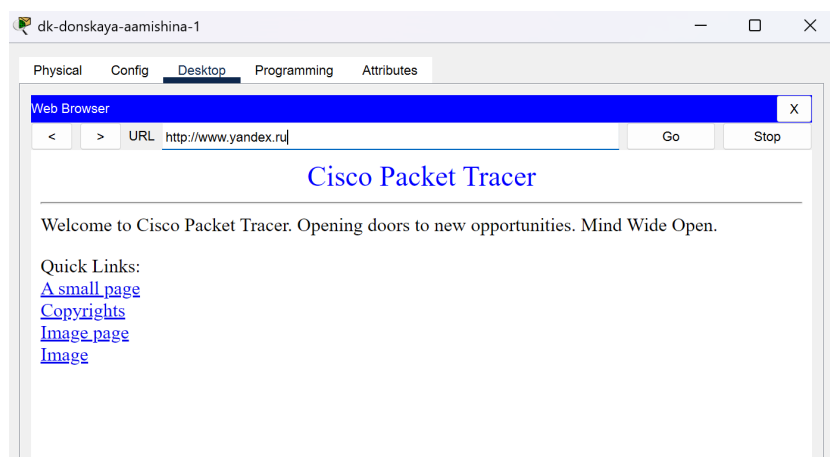 dk-donskaya-aamishina-1
Physical Config Desktop Programming Attributes
Web Browser X
< > URL http://www.yandex.ru Go Stop
Cisco Packet Tracer
Welcome to Cisco Packet Tracer. Opening doors to new opportunities. Mind Wide Open.
Quick Links:
A small page
Copyrights
Image page
Image